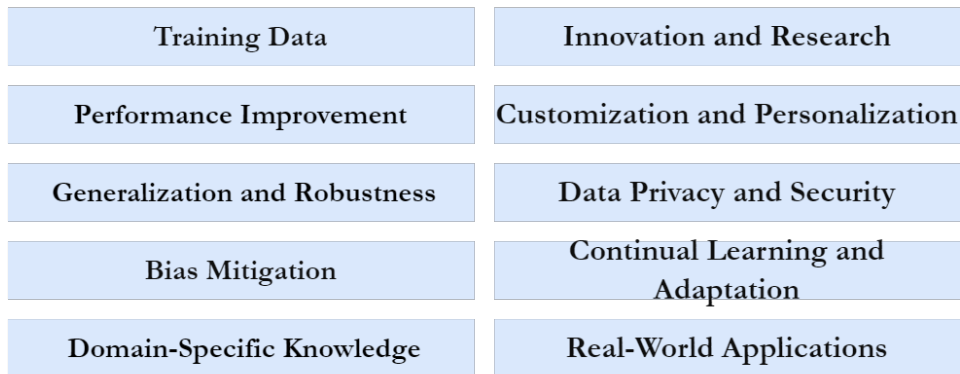 Training Data
Innovation and Research
Performance Improvement
Customization and Personalization
Generalization and Robustness
Data Privacy and Security
Bias Mitigation
Continual Learning and
Adaptation
Domain-Specific Knowledge
Real-World Applications